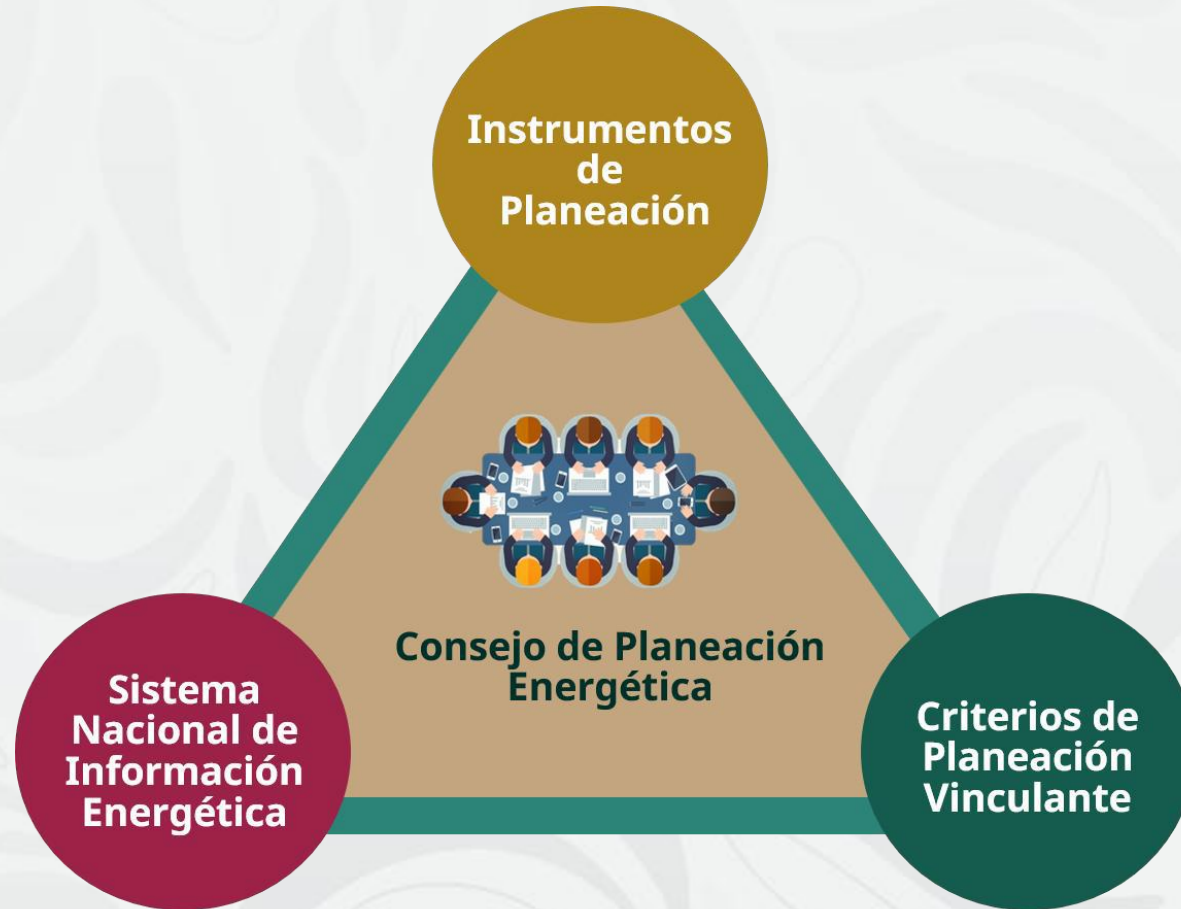 Instrumentos
de
Planeación
Consejo de Planeación
Energética
Sistema
Nacional de
Información
Energética
Criterios de
Planeación
Vinculante